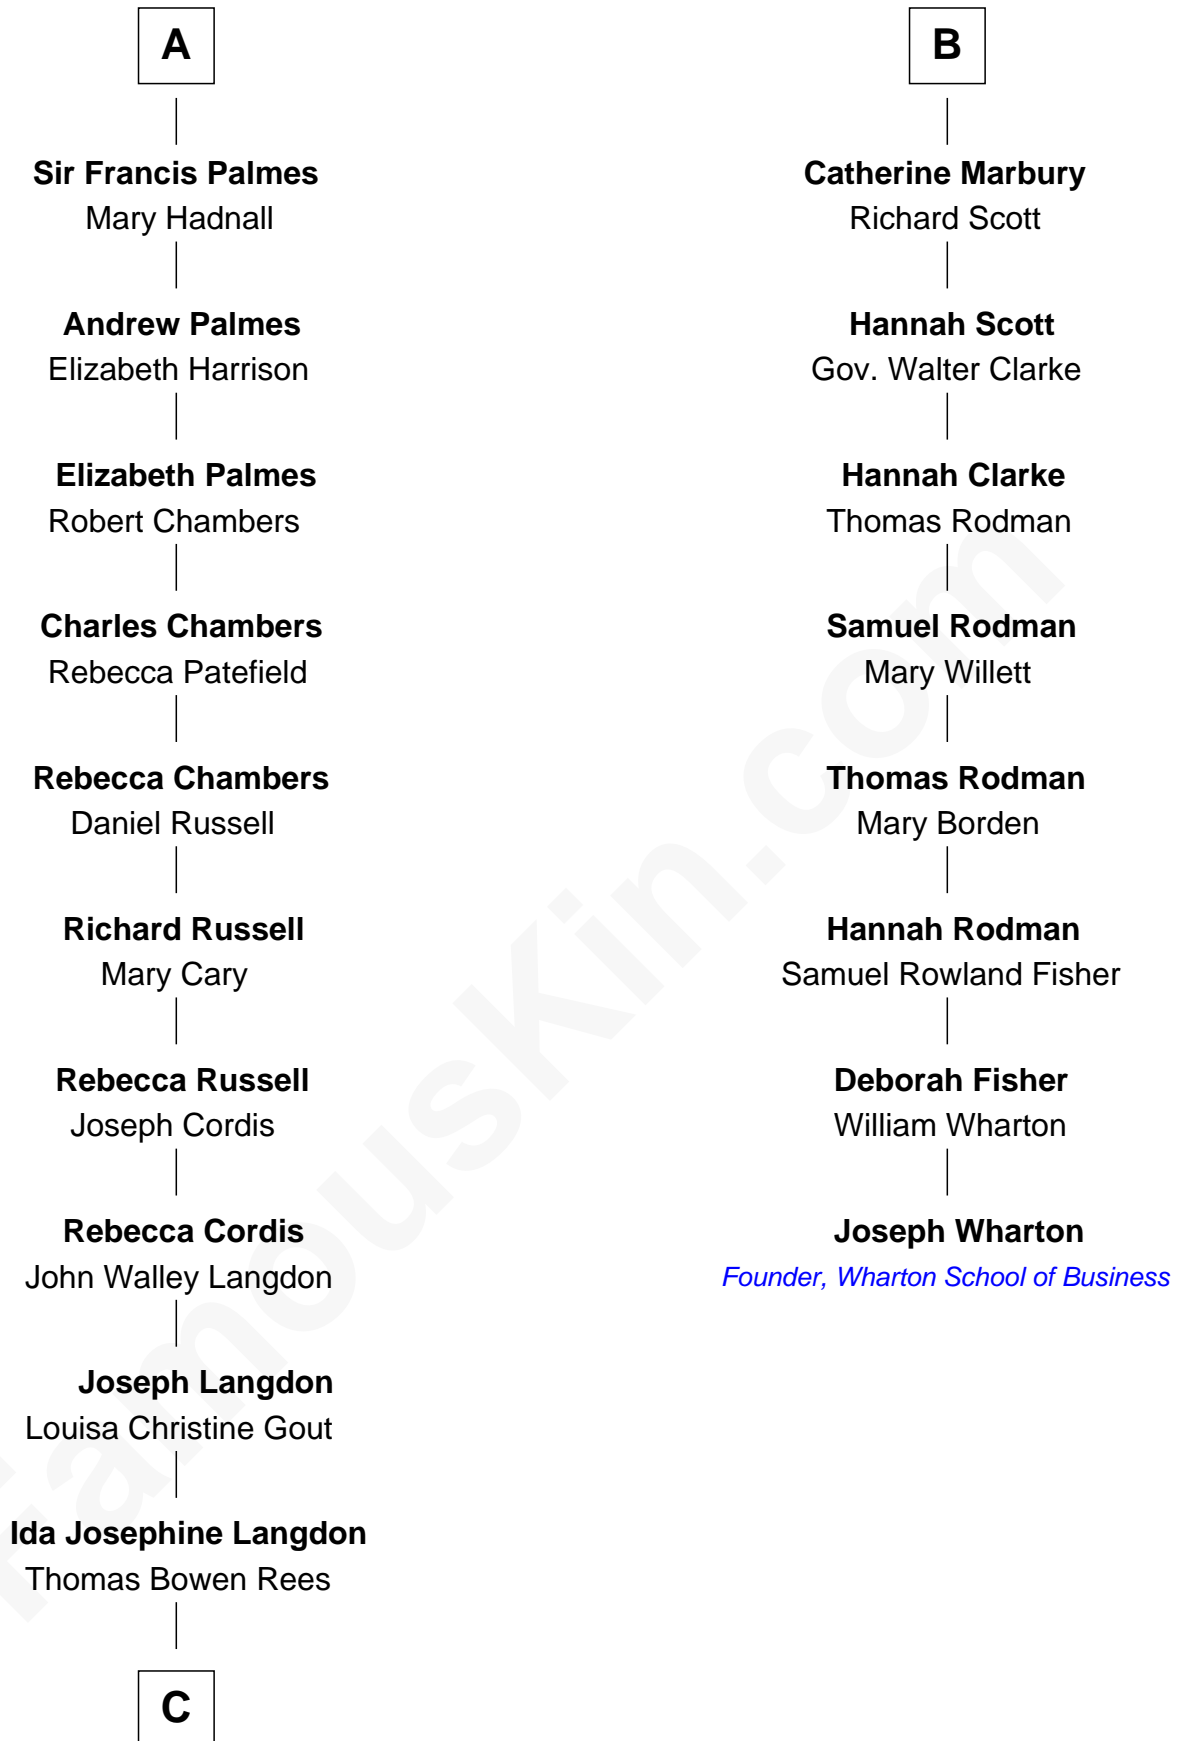 A
Sir Francis Palmes
Mary Hadnall
Andrew Palmes
Elizabeth Harrison
Elizabeth Palmes
Robert Chambers
Charles Chambers
Rebecca Patefield
Rebecca Chambers
Daniel Russell
Richard Russell
Mary Cary
Rebecca Russell
Joseph Cordis
Rebecca Cordis
John Walley Langdon
Joseph Langdon
Louisa Christine Gout
Ida Josephine Langdon
Thomas Bowen Rees
C
B
Catherine Marbury
Richard Scott
Hannah Scott
Gov. Walter Clarke
Hannah Clarke
Thomas Rodman
Samuel Rodman
Mary Willett
Thomas Rodman
Mary Borden
Hannah Rodman
Samuel Rowland Fisher
Deborah Fisher
William Wharton
Joseph Wharton
Founder, Wharton School of Business
FamousKin.com